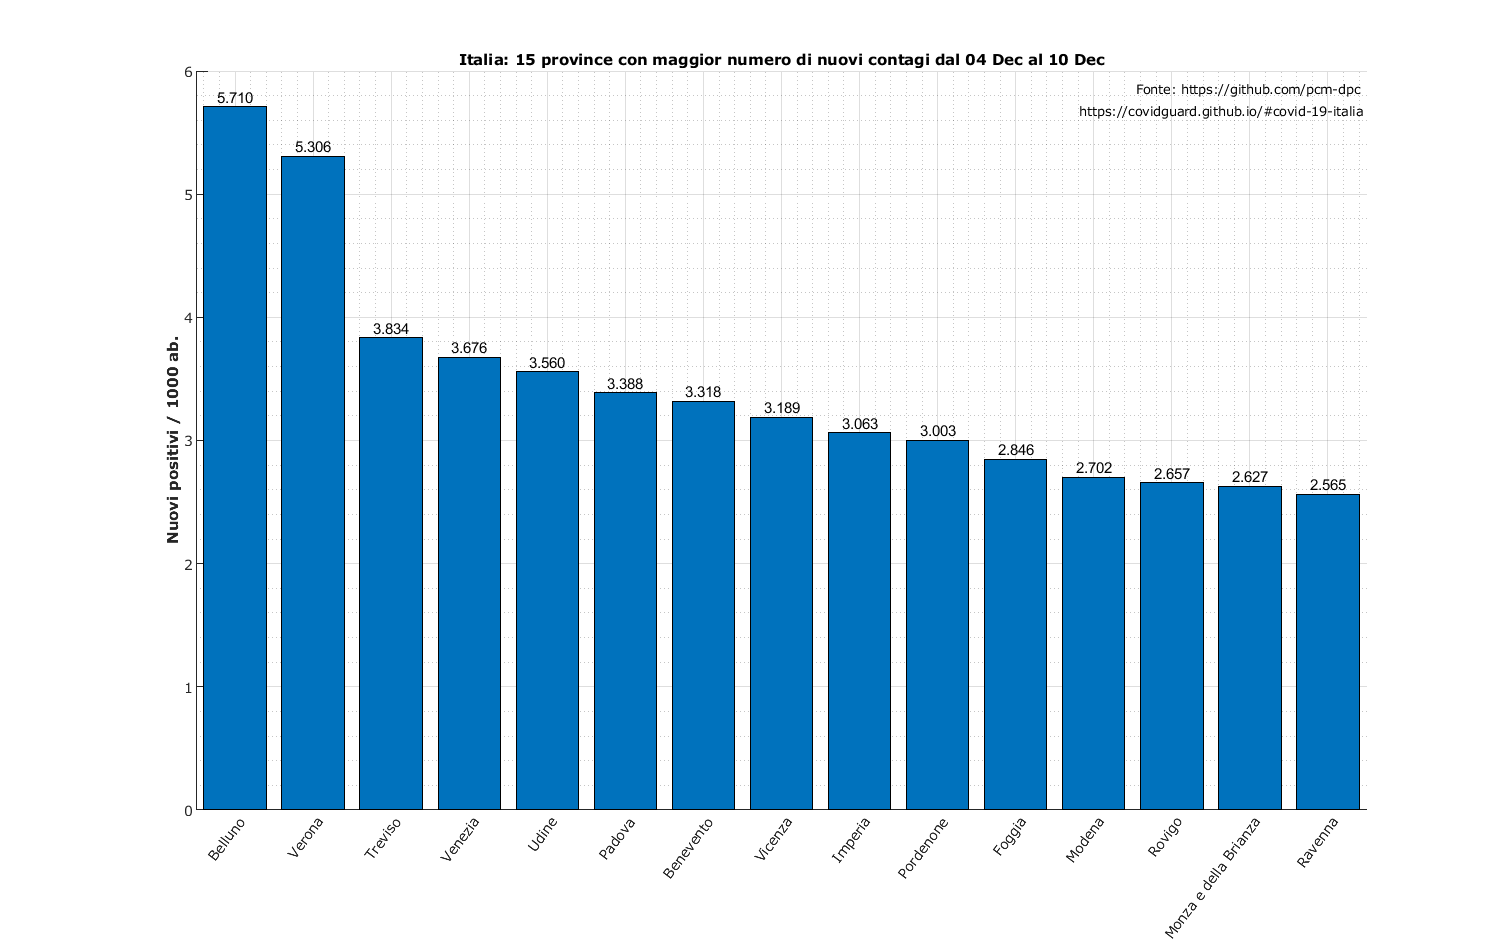 Italia: 15 province con maggior numero di nuovi contagi dal 04 Dec al 10 Dec
Fonte: https://github.com/pcm-dpc
https://covidguard.github.io/#covid-19-italia
Nuovi positivi / 1000 ab.
6
5
4
3
2
1
0
5.710
5.306
3.834
3.676
3.560
3.388
3.318
3.189
3.063
3.003
2.846
2.702
2.657
2.627
2.565
Belluno
Verona
Treviso
Venezia
Udine
Padova
Benevento
Vicenza
Imperia
Pordenone
Foggia
Modena
Rovigo
Monza e della Brianza
Ravenna